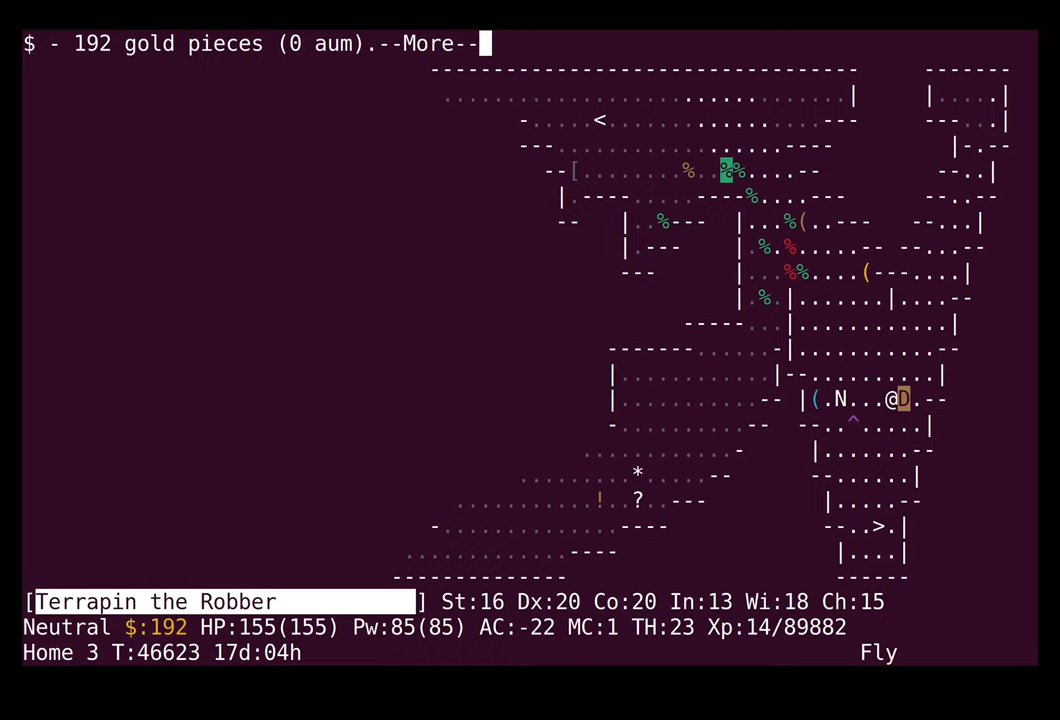 $ - 192 gold pieces (0 aum).--More--
--------------------------------- -------
................................| |.....|
-.....<.................--- ---...|
---.....................---- |-.--
--[........%..%%....-- --..|
|.----.....----%....--- --..--
-- |..%--- |...%(..--- --...|
|.--- |.%.%.....-- --...--
--- |...%%....(---....|
|.%.|.......|....--
-----...|............|
-------......-|...........--
|............|--..........|
|...........-- |(.N...@D.--
-..........-- --..^.....|
............- |.......--
.........*.....-- --......|
...........!..?..--- |.....--
-..............---- --..>.|
.............---- |....|
-------------- ------
[Terrapin the Robber] St:16 Dx:20 Co:20 In:13 Wi:18 Ch:15
Neutral $:192 HP:155(155) Pw:85(85) AC:-22 MC:1 TH:23 Xp:14/89882
Home 3 T:46623 17d:04h Fly